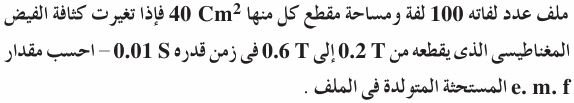 ملف عدد لفاته 100 لفة ومساحة مقطع كل منها 40 Cm² فإذا تغيرت كثافة الفيض
المغناطيسى الذى يقطعه من 0.2 T إلى 0.6 T فى زمن قدره 0.01 S – احسب مقدار
e. m. f المستحثة المتولدة فى الملف .